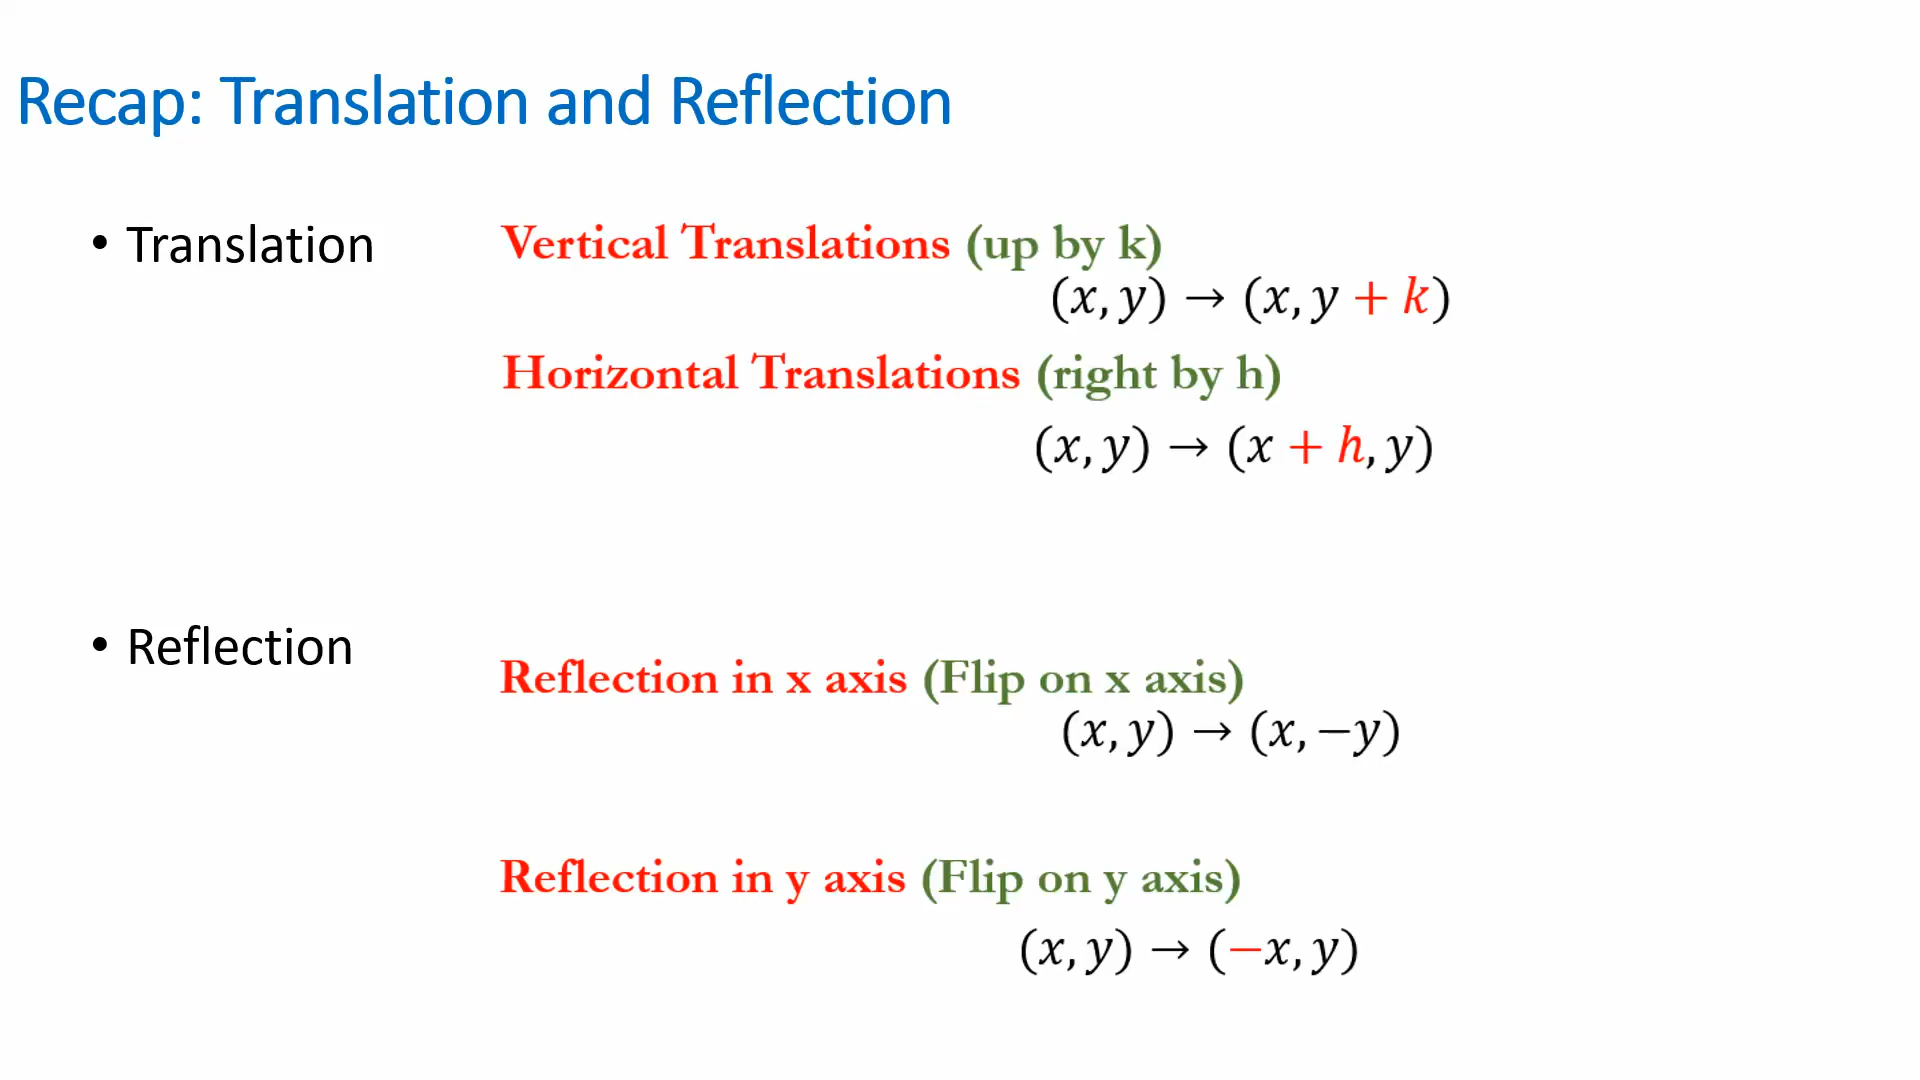 Recap: Translation and Reflection
• Translation
Vertical Translations (up by k)
(x, y) → (x, y + k)
Horizontal Translations (right by h)
(x, y) → (x + h, y)
• Reflection
Reflection in x axis (Flip on x axis)
(x, y) → (x, −y)
Reflection in y axis (Flip on y axis)
(x, y) → (−x, y)